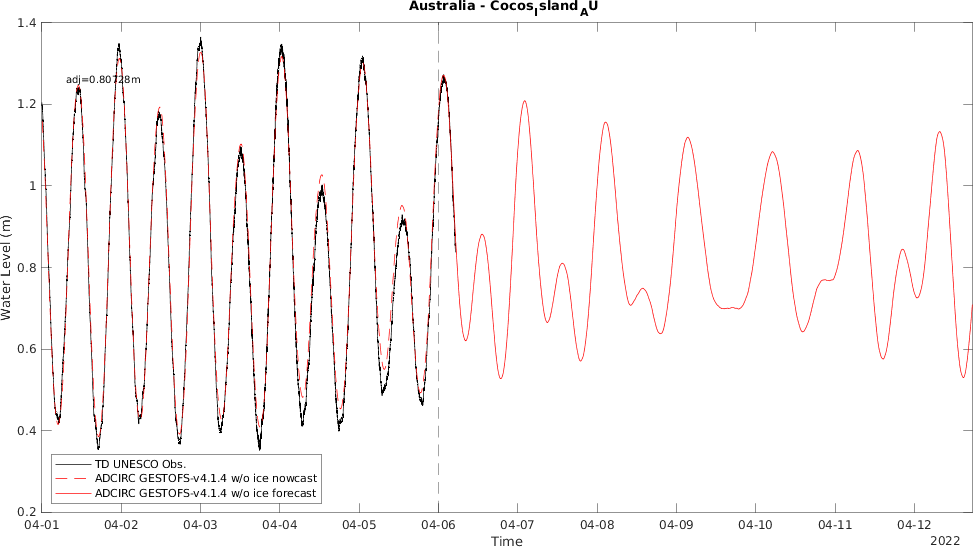 Australia - Cocos_Island_AU
1.4
adj=0.80728m
1.2
1
0.8
0.6
0.4
0.2
Water Level (m)
TD UNESCO Obs.
ADCIRC GESTOFS-v4.1.4 w/o ice nowcast
ADCIRC GESTOFS-v4.1.4 w/o ice forecast
04-01 04-02 04-03 04-04 04-05 04-06 04-07 04-08 04-09 04-10 04-11 04-12
Time
2022